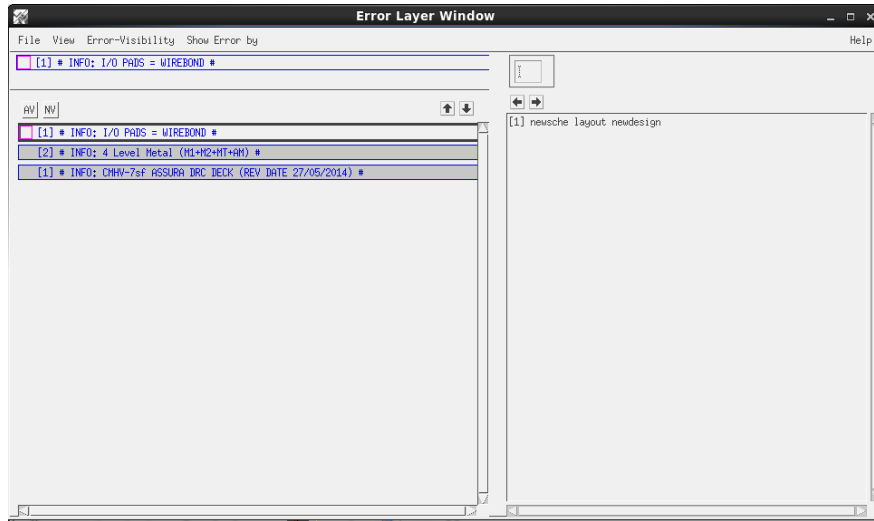 Error Layer Window
File View Error-Visibility Show Error by Help
[1] # INFO: I/O PADS = WIREBOND #
AV NV
[1] # INFO: I/O PADS = WIREBOND #
[2] # INFO: 4 Level Metal (M1+M2+MT+AM) #
[1] # INFO: CMHV-7sf ASSURA DRC DECK (REV DATE 27/05/2014) #
[1] newsche layout newdesign